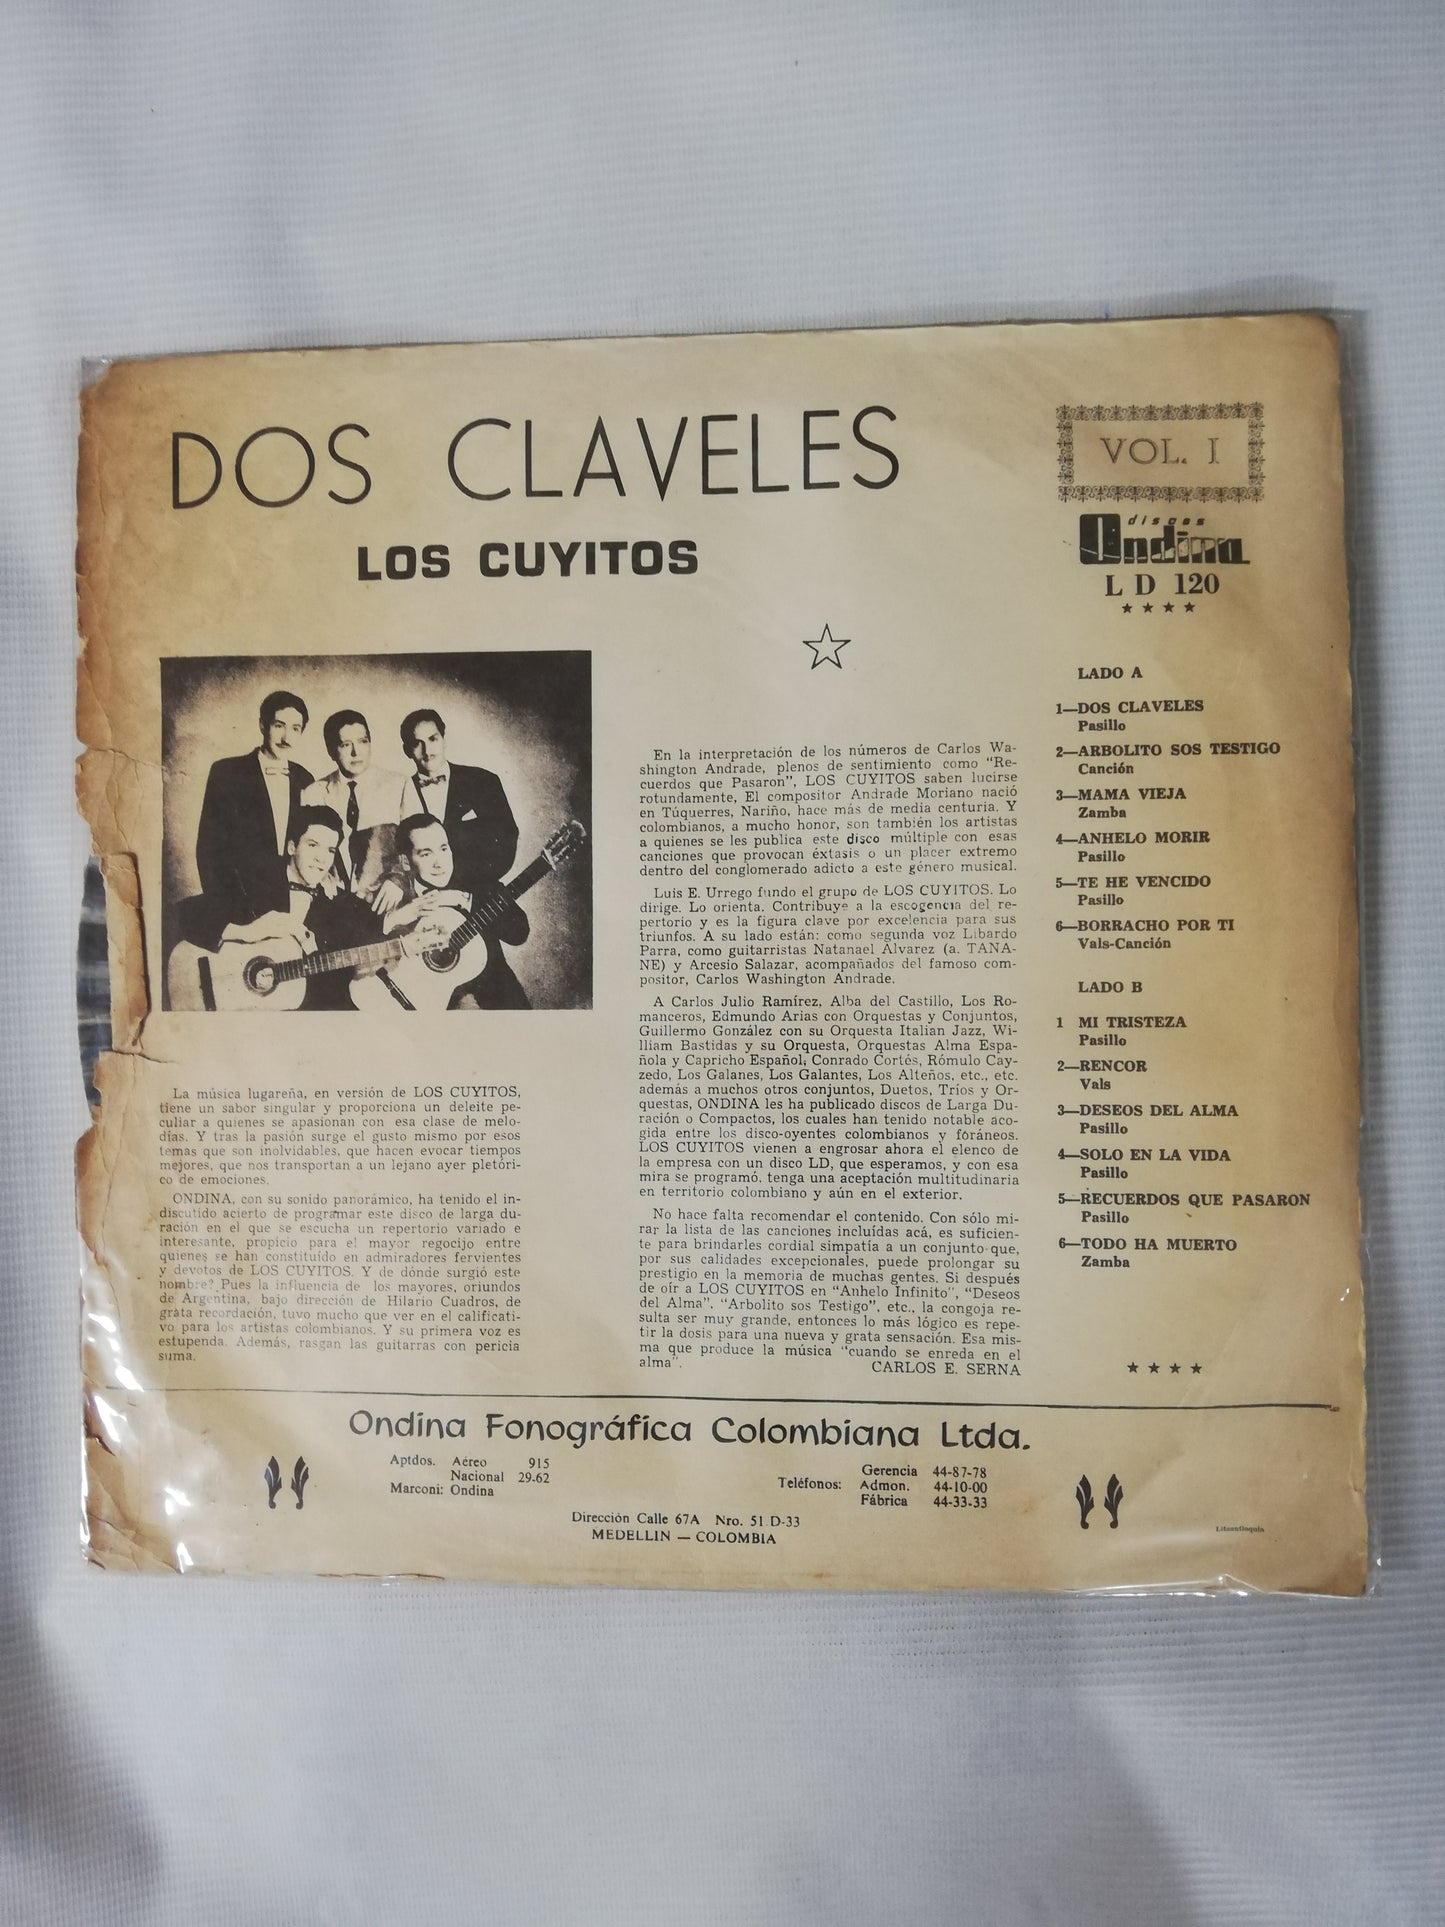 DOS CLAVELES
LOS CUYITOS
VOL. I
discos
Ondina
L D 120
La música lugareña, en versión de LOS CUYITOS,
tiene un sabor singular y proporciona un deleite pe-
culiar a quienes se apasionan con esa clase de melo-
días. Y tras la pasión surge el gusto mismo por esos
temas que son inolvidables, que hacen evocar tiempos
mejores, que nos transportan a un lejano ayer pletóri-
co de emociones.
ONDINA, con su sonido panorámico, ha tenido el in-
discutido acierto de programar este disco de larga du-
ración en el que se escucha un repertorio variado e
interesante, propicio para el mayor regocijo entre
quienes se han constituído en admiradores fervientes
y devotos de LOS CUYITOS. Y de dónde surgió este
nombre? Pues la influencia de los mayores, oriundos
de Argentina, bajo dirección de Hilario Cuadros, de
grata recordación, tuvo mucho que ver en el calificati-
vo para los artistas colombianos. Y su primera voz es
estupenda. Además, rasgan las guitarras con pericia
suma.
En la interpretación de los números de Carlos Wa-
shington Andrade, plenos de sentimiento como "Re-
cuerdos que Pasaron", LOS CUYITOS saben lucirse
rotundamente, El compositor Andrade Moriano nació
en Túquerres, Nariño, hace más de media centuria. Y
colombianos, a mucho honor, son también los artistas
a quienes se les publica este disco múltiple con esas
canciones que provocan éxtasis o un placer extremo
dentro del conglomerado adicto a este género musical.
Luis E. Urrego fundo el grupo de LOS CUYITOS. Lo
dirige. Lo orienta. Contribuye a la escogencia del re-
pertorio y es la figura clave por excelencia para sus
triunfos. A su lado están: como segunda voz Libardo
Parra, como guitarristas Natanael Alvarez (a. TANA-
NE) y Arcesio Salazar, acompañados del famoso com-
positor, Carlos Washington Andrade.
A Carlos Julio Ramírez, Alba del Castillo, Los Ro-
manceros, Edmundo Arias con Orquestas y Conjuntos,
Guillermo González con su Orquesta Italian Jazz, Wi-
lliam Bastidas y su Orquesta, Orquestas Alma Espa-
ñola y Capricho Español; Conrado Cortés, Rómulo Cay-
zedo, Los Galanes, Los Galantes, Los Alteños, etc., etc.
además a muchos otros conjuntos, Duetos, Tríos y Or-
questas, ONDINA les ha publicado discos de Larga Du-
ración o Compactos, los cuales han tenido notable aco-
gida entre los disco-oyentes colombianos y foráneos.
LOS CUYITOS vienen a engrosar ahora el elenco de
la empresa con un disco LD, que esperamos, y con esa
mira se programó, tenga una aceptación multitudinaria
en territorio colombiano y aún en el exterior.
No hace falta recomendar el contenido. Con sólo mi-
rar la lista de las canciones incluídas acá, es suficien-
te para brindarles cordial simpatía a un conjunto que,
por sus calidades excepcionales, puede prolongar su
prestigio en la memoria de muchas gentes. Si después
de oír a LOS CUYITOS en "Anhelo Infinito", "Deseos
del Alma", "Arbolito sos Testigo", etc., la congoja re-
sulta ser muy grande, entonces lo más lógico es repe-
tir la dosis para una nueva y grata sensación. Esa mis-
ma que produce la música "cuando se enreda en el
alma".
CARLOS E. SERNA
LADO A
1—DOS CLAVELES
Pasillo
2—ARBOLITO SOS TESTIGO
Canción
3—MAMA VIEJA
Zamba
4—ANHELO MORIR
Pasillo
5—TE HE VENCIDO
Pasillo
6—BORRACHO POR TI
Vals-Canción
LADO B
1 MI TRISTEZA
Pasillo
2—RENCOR
Vals
3—DESEOS DEL ALMA
Pasillo
4—SOLO EN LA VIDA
Pasillo
5—RECUERDOS QUE PASARON
Pasillo
6—TODO HA MUERTO
Zamba
Ondina Fonográfica Colombiana Ltda.
Aptdos. Aéreo 915
Nacional 29-62
Marconi: Ondina
Teléfonos: Gerencia 44-87-78
Admon. 44-10-00
Fábrica 44-33-33
Dirección Calle 67A Nro. 51 D-33
MEDELLIN — COLOMBIA
Litoantioquia